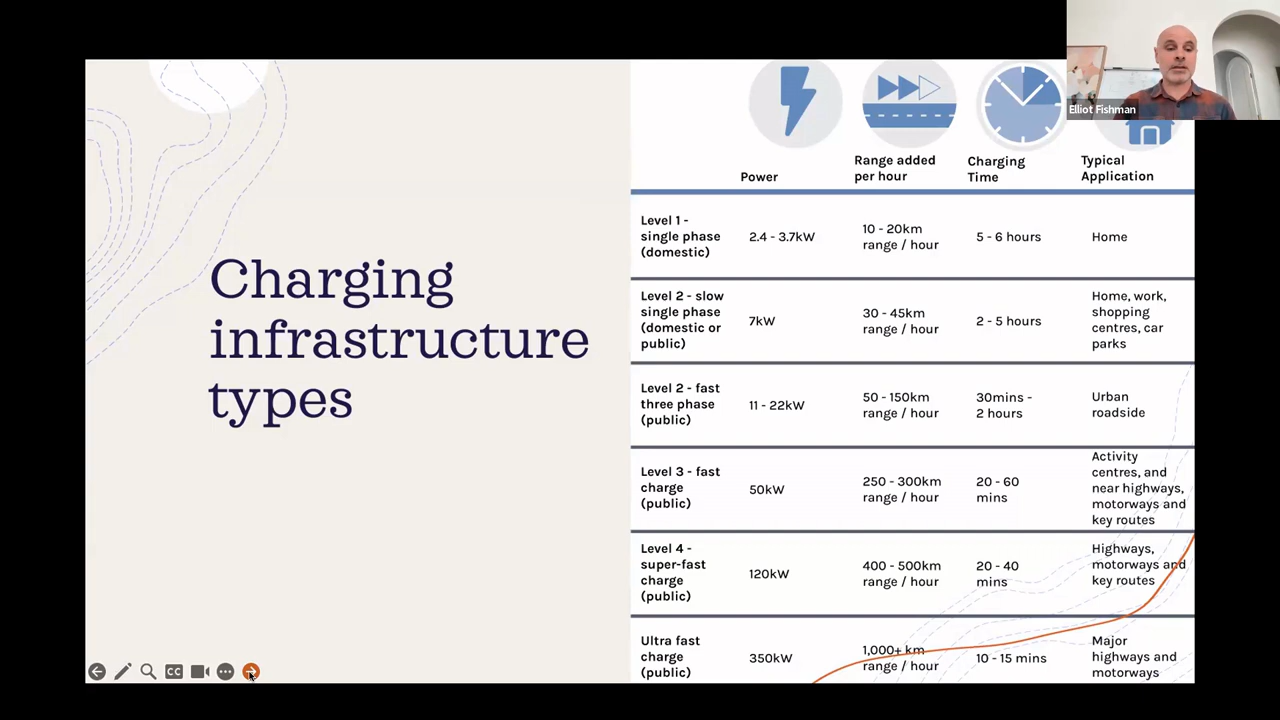 Elliot Fishman
Charging
infrastructure
types
Power
Range added
per hour
Charging
Time
Typical
Application
Level 1 -
single phase
(domestic)
2.4 - 3.7kW
10 - 20km
range / hour
5 - 6 hours
Home
Level 2 - slow
single phase
(domestic or
public)
7kW
30 - 45km
range / hour
2 - 5 hours
Home, work,
shopping
centres, car
parks
Level 2 - fast
three phase
(public)
11 - 22kW
50 - 150km
range / hour
30mins -
2 hours
Urban
roadside
Level 3 - fast
charge
(public)
50kW
250 - 300km
range / hour
20 - 60
mins
Activity
centres, and
near highways,
motorways and
key routes
Level 4 -
super-fast
charge
(public)
120kW
400 - 500km
range / hour
20 - 40
mins
Highways,
motorways and
key routes
Ultra fast
charge
(public)
350kW
1,000+ km
range / hour
10 - 15 mins
Major
highways and
motorways
CC